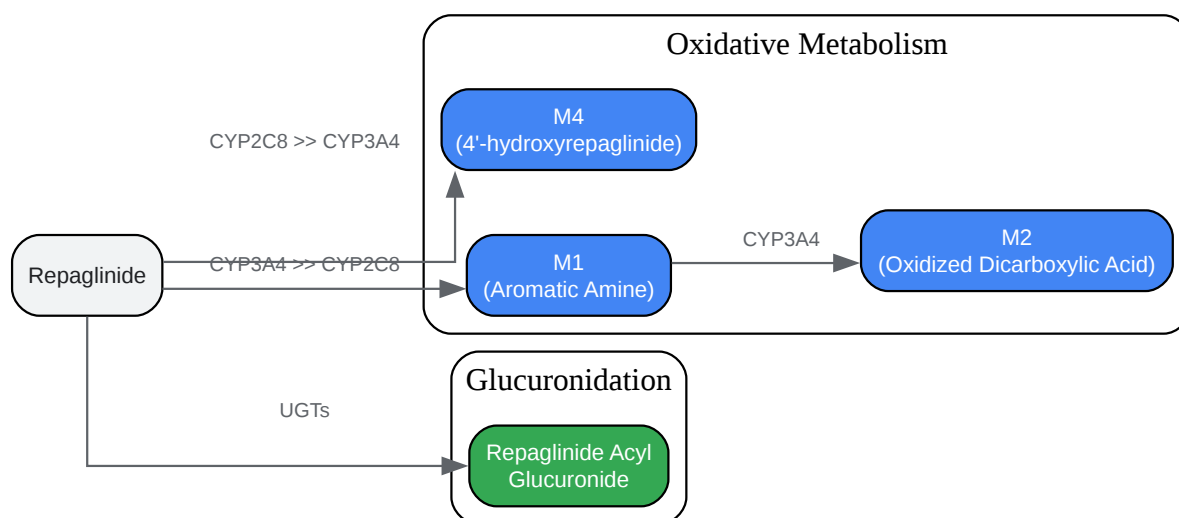 Oxidative Metabolism
M4
(4'-hydroxyrepaglinide)
CYP2C8 >> CYP3A4
Repaglinide
CYP3A4 >> CYP2C8
M1
(Aromatic Amine)
CYP3A4
M2
(Oxidized Dicarboxylic Acid)
Glucuronidation
UGTs
Repaglinide Acyl
Glucuronide